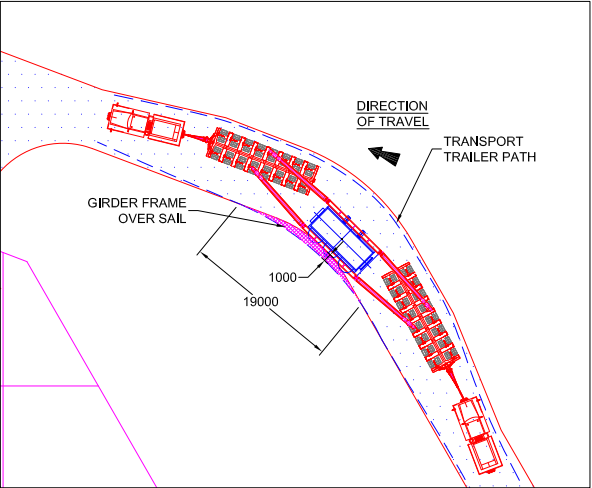 DIRECTION
OF TRAVEL
TRANSPORT
TRAILER PATH
GIRDER FRAME
OVER SAIL
1000
19000